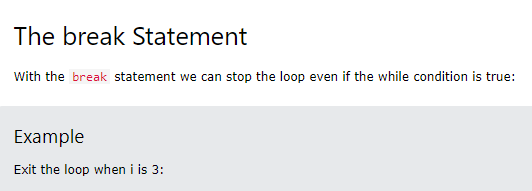 The break Statement
With the break statement we can stop the loop even if the while condition is true:
Example
Exit the loop when i is 3: